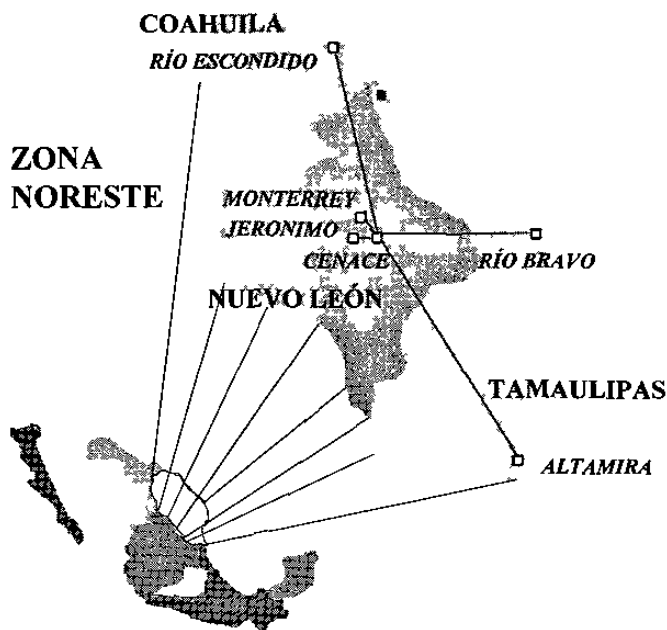 COAHUILA
RÍO ESCONDIDO
ZONA
NORESTE
MONTERREY
JERONIMO
CENACE
RÍO BRAVO
NUEVO LEÓN
TAMAULIPAS
ALTAMIRA